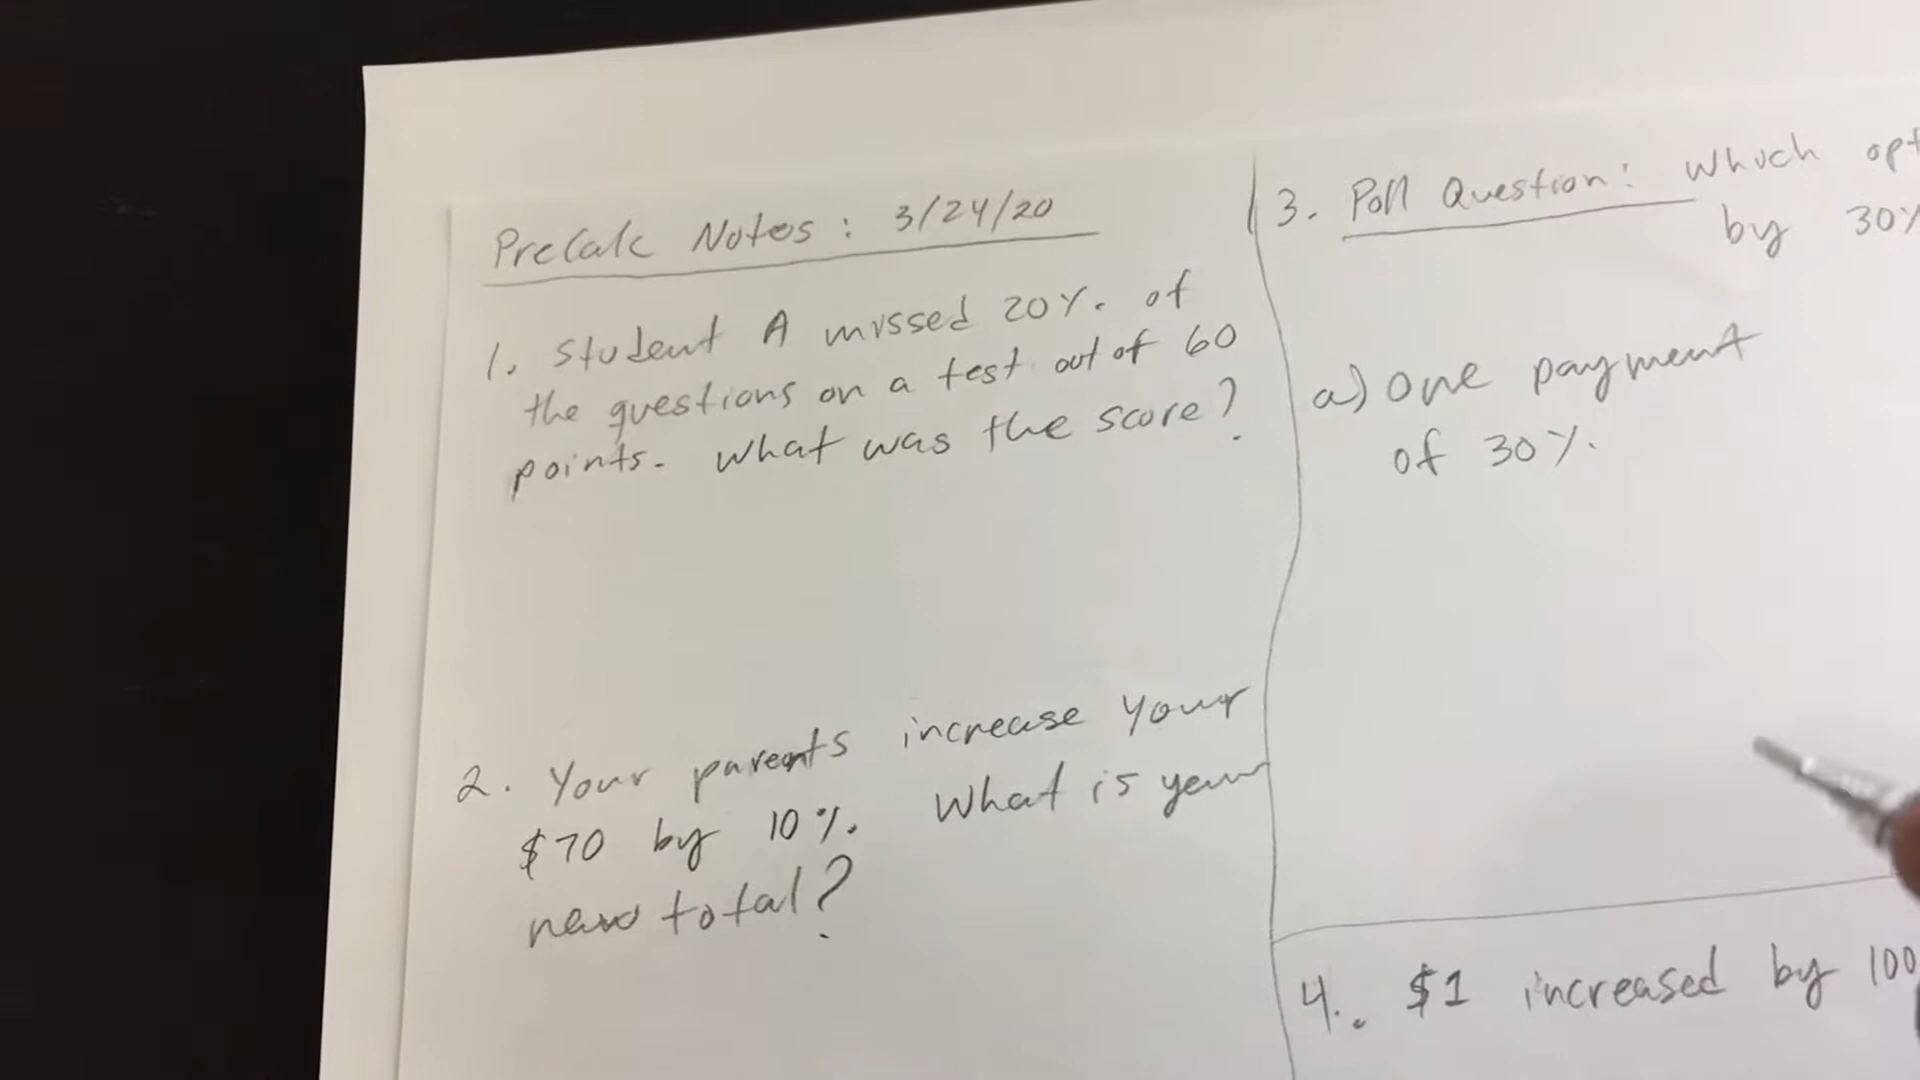 PreCalc Notes: 3/24/20
1. Student A missed 20%. of
the questions on a test out of 60
points. What was the score?
2. Your parents increase your
$70 by 10%. What is your
new total?
3. Poll Question: Which opt
by 30%
a) one payment
of 30%.
4. $1 increased by 100